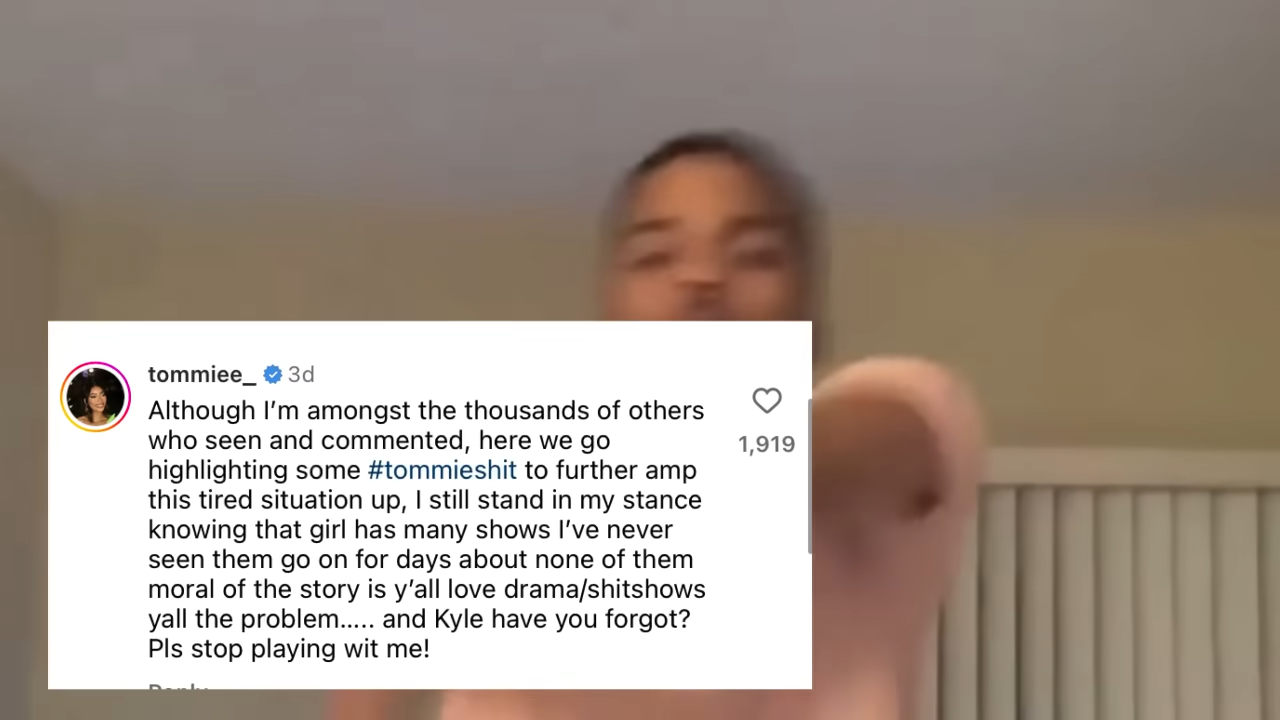 tommiee_ 3d
Although I’m amongst the thousands of others
who seen and commented, here we go
highlighting some #tommieshit to further amp
this tired situation up, I still stand in my stance
knowing that girl has many shows I’ve never
seen them go on for days about none of them
moral of the story is y’all love drama/shitshows
yall the problem..... and Kyle have you forgot?
Pls stop playing wit me!
1,919
Reply